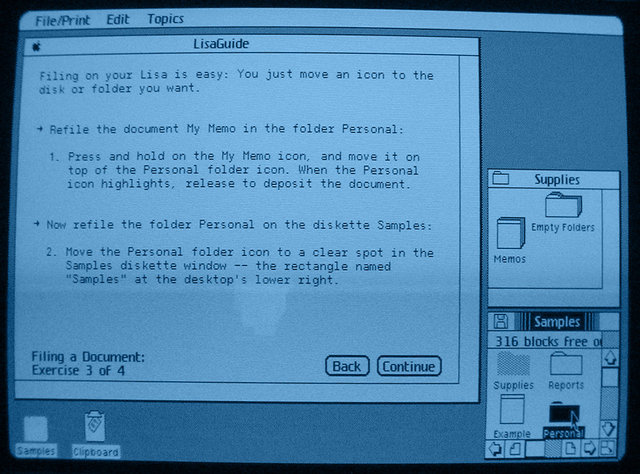 File/Print Edit Topics
LisaGuide
Filing on your Lisa is easy: You just move an icon to the
disk or folder you want.
→ Refile the document My Memo in the folder Personal:
1. Press and hold on the My Memo icon, and move it on
top of the Personal folder icon. When the Personal
icon highlights, release to deposit the document.
→ Now refile the folder Personal on the diskette Samples:
2. Move the Personal folder icon to a clear spot in the
Samples diskette window -- the rectangle named
"Samples" at the desktop's lower right.
Filing a Document:
Exercise 3 of 4
Back Continue
Supplies
Empty Folders
Memos
Samples
316 blocks free o
Supplies Reports
Example Personal
Samples Clipboard